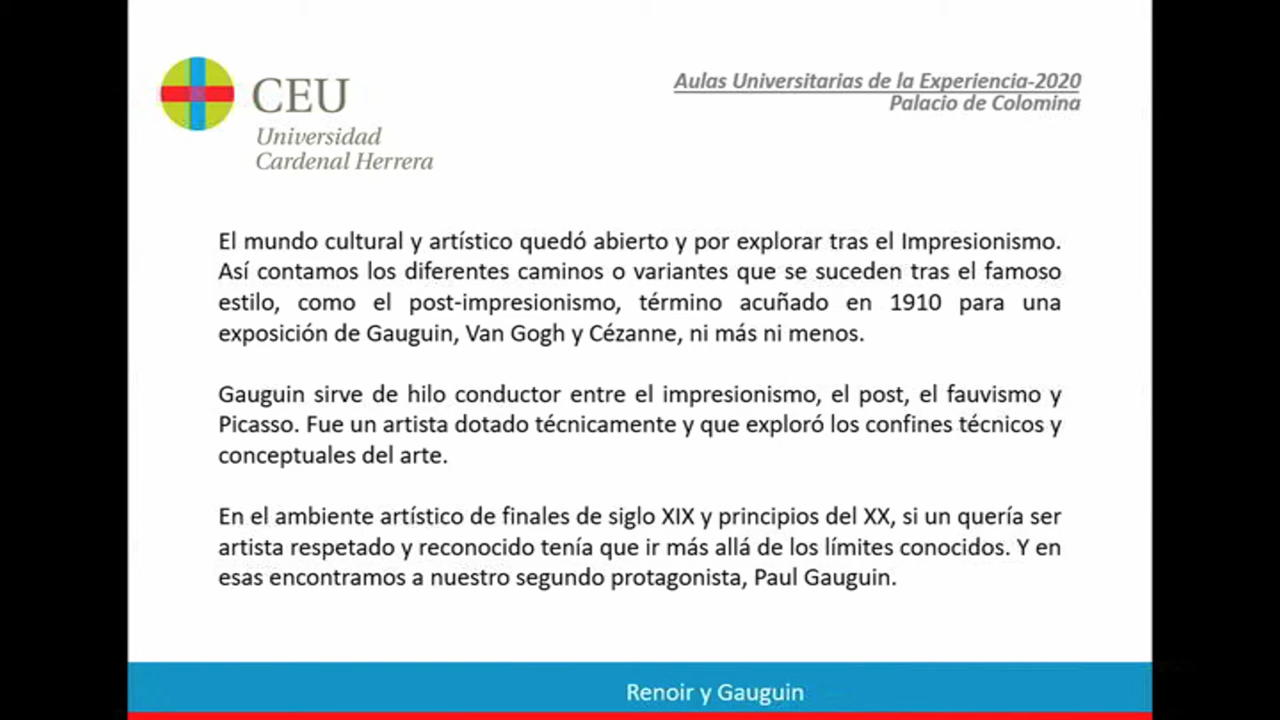 CEU
Universidad
Cardenal Herrera
Aulas Universitarias de la Experiencia-2020
Palacio de Colomina
El mundo cultural y artístico quedó abierto y por explorar tras el Impresionismo.
Así contamos los diferentes caminos o variantes que se suceden tras el famoso
estilo, como el post-impresionismo, término acuñado en 1910 para una
exposición de Gauguin, Van Gogh y Cézanne, ni más ni menos.
Gauguin sirve de hilo conductor entre el impresionismo, el post, el fauvismo y
Picasso. Fue un artista dotado técnicamente y que exploró los confines técnicos y
conceptuales del arte.
En el ambiente artístico de finales de siglo XIX y principios del XX, si un quería ser
artista respetado y reconocido tenía que ir más allá de los límites conocidos. Y en
esas encontramos a nuestro segundo protagonista, Paul Gauguin.
Renoir y Gauguin